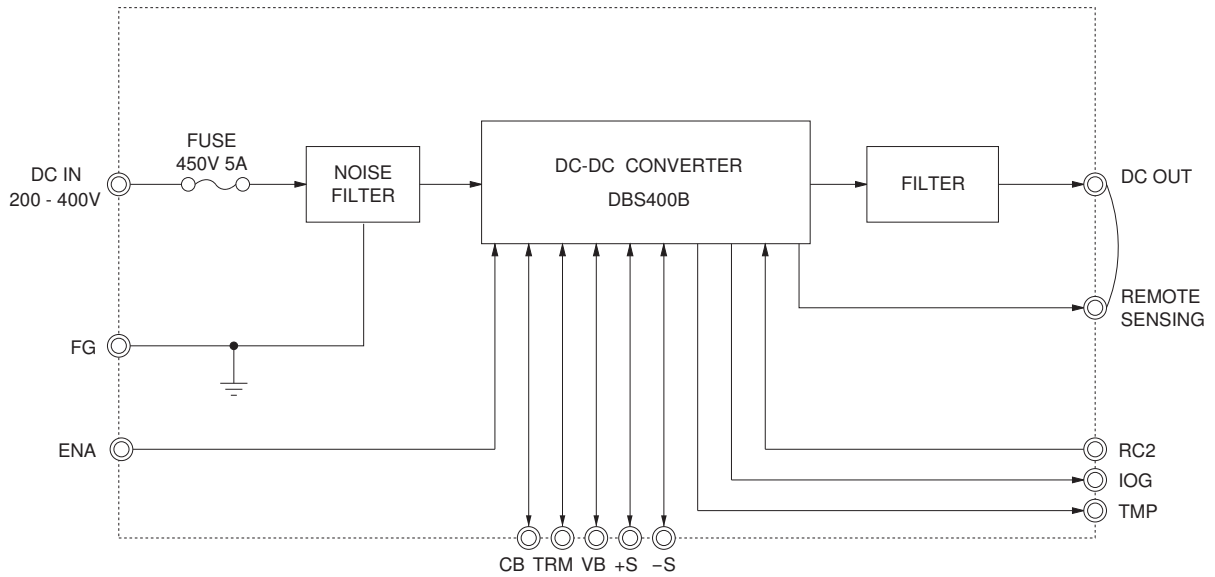 FUSE
450V 5A
DC IN
200 - 400V
NOISE
FILTER
DC-DC CONVERTER
DBS400B
FILTER
DC OUT
REMOTE
SENSING
FG
ENA
RC2
IOG
TMP
CB TRM VB +S −S